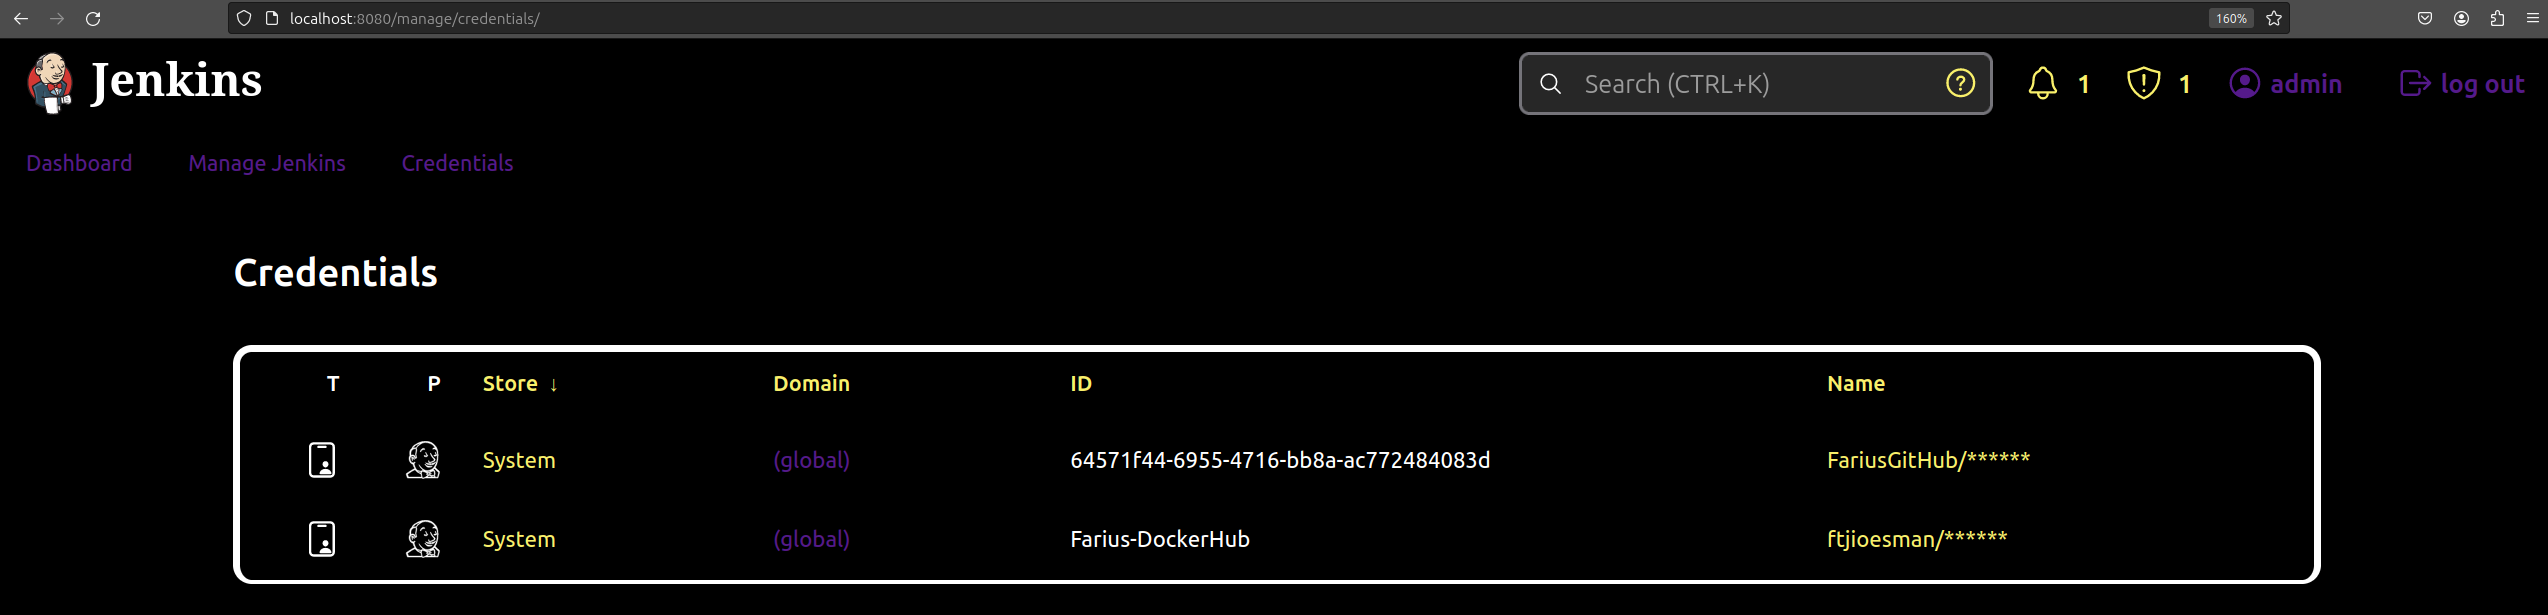 localhost:8080/manage/credentials/ 160%
Jenkins Search (CTRL+K) ? 1 1 admin log out
Dashboard Manage Jenkins Credentials
Credentials
T P Store ↓ Domain ID Name
System (global) 64571f44-6955-4716-bb8a-ac772484083d FariusGitHub/******
System (global) Farius-DockerHub ftjioesman/******